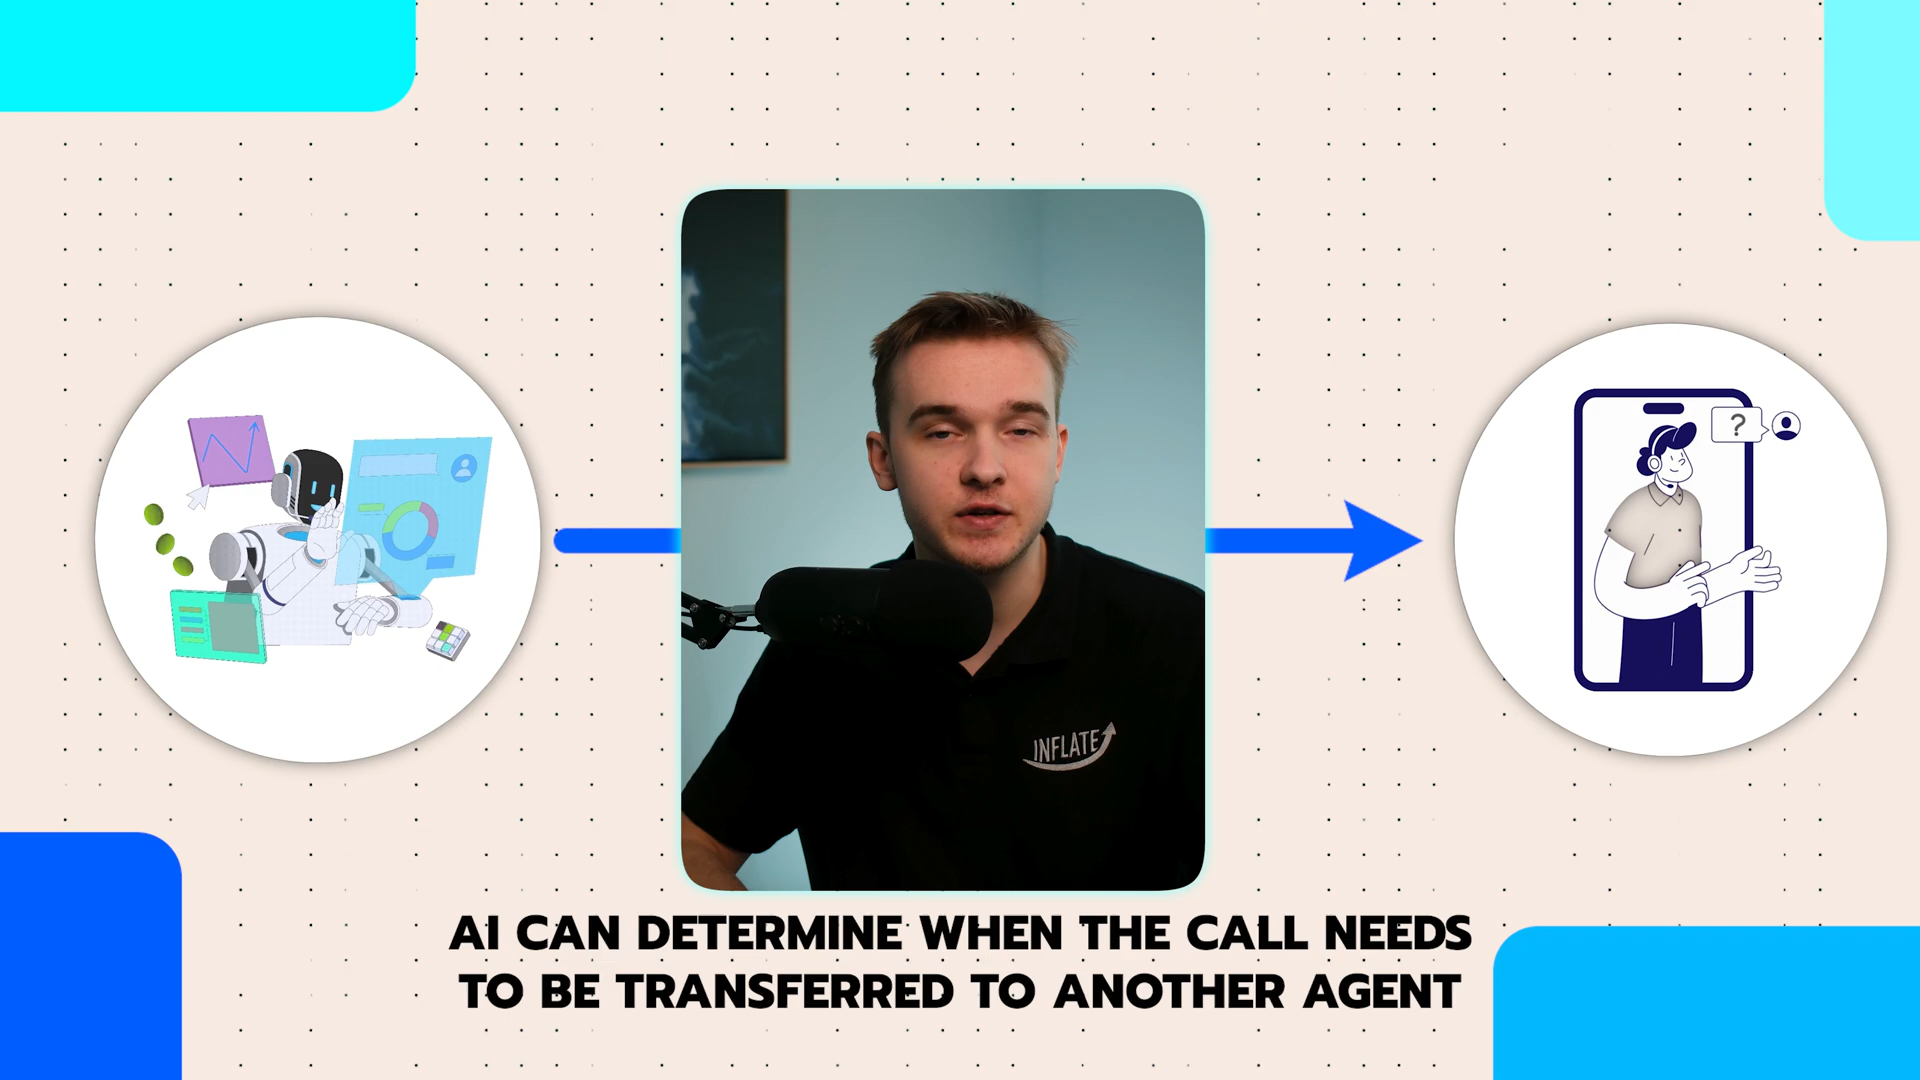 ?
INFLATE
AI CAN DETERMINE WHEN THE CALL NEEDS
TO BE TRANSFERRED TO ANOTHER AGENT